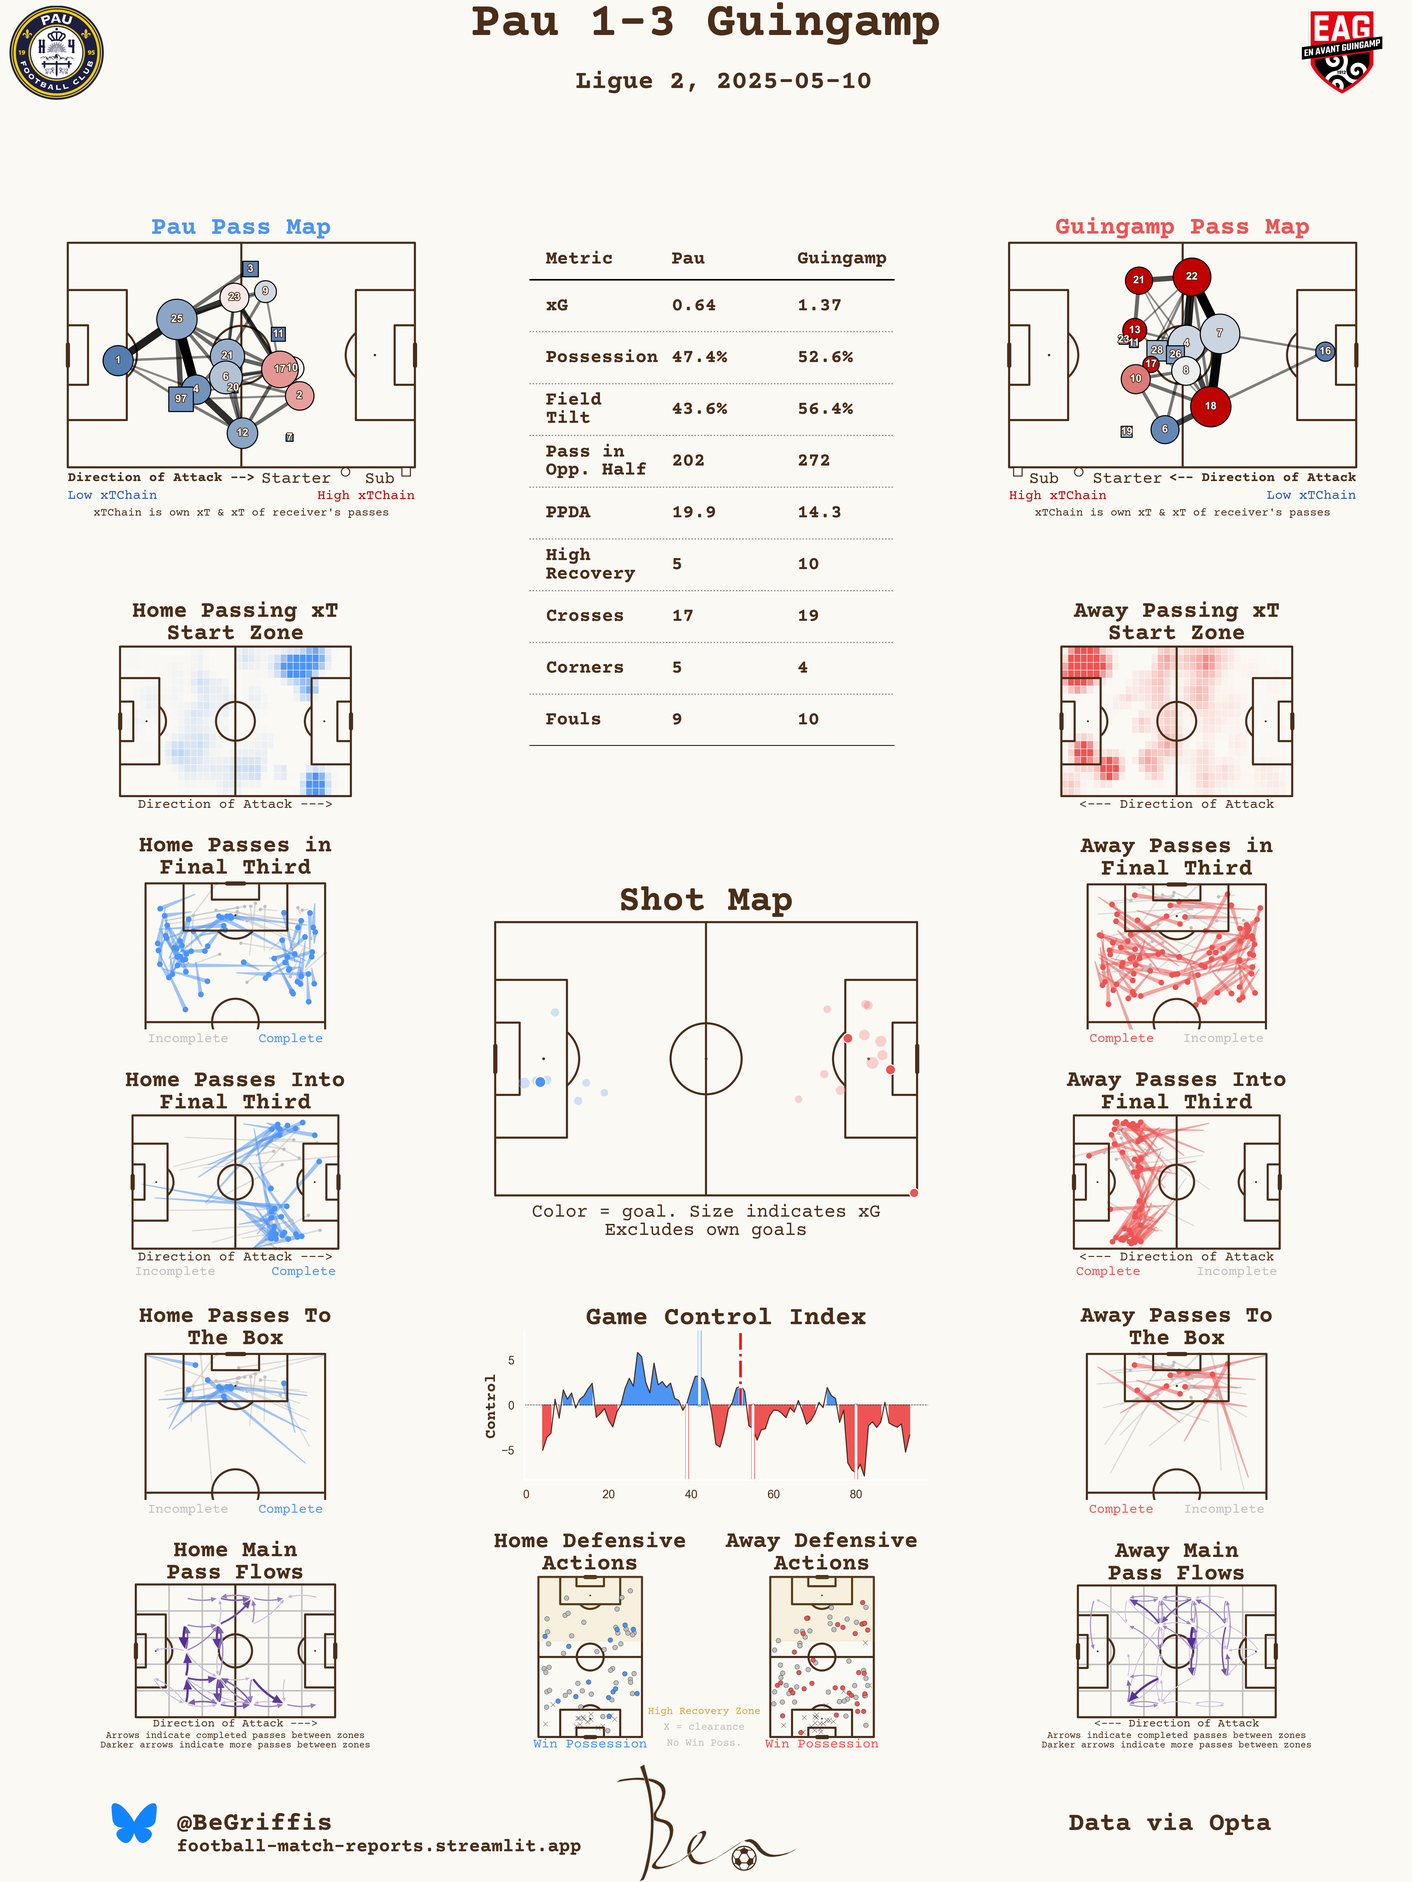 Pau 1-3 Guingamp
Ligue 2, 2025-05-10
PAU
FOOTBALL CLUB
19 95
EAG
EN AVANT GUINGAMP
1912
Pau Pass Map
3
9
23
25
11
21
1
17
10
6
20
4
2
97
12
7
Direction of Attack --> Starter Sub
Low xTChain High xTChain
xTChain is own xT & xT of receiver's passes
Metric Pau Guingamp
xG 0.64 1.37
Possession 47.4% 52.6%
Field
Tilt 43.6% 56.4%
Pass in
Opp. Half 202 272
PPDA 19.9 14.3
High
Recovery 5 10
Crosses 17 19
Corners 5 4
Fouls 9 10
Guingamp Pass Map
21
22
13
7
23
11
4
28
26
16
17
8
10
18
6
19
Sub Starter <-- Direction of Attack
High xTChain Low xTChain
xTChain is own xT & xT of receiver's passes
Home Passing xT
Start Zone
Direction of Attack --->
Away Passing xT
Start Zone
<--- Direction of Attack
Home Passes in
Final Third
Incomplete Complete
Away Passes in
Final Third
Complete Incomplete
Shot Map
Color = goal. Size indicates xG
Excludes own goals
Home Passes Into
Final Third
Direction of Attack --->
Incomplete Complete
Away Passes Into
Final Third
<--- Direction of Attack
Complete Incomplete
Home Passes To
The Box
Incomplete Complete
Game Control Index
Control
5
0
−5
0 20 40 60 80
Away Passes To
The Box
Complete Incomplete
Home Main
Pass Flows
Direction of Attack --->
Arrows indicate completed passes between zones
Darker arrows indicate more passes between zones
Home Defensive
Actions
Win Possession
Away Defensive
Actions
Win Possession
High Recovery Zone
X = clearance
No Win Poss.
Away Main
Pass Flows
<--- Direction of Attack
Arrows indicate completed passes between zones
Darker arrows indicate more passes between zones
@BeGriffis
football-match-reports.streamlit.app
Ben
Data via Opta